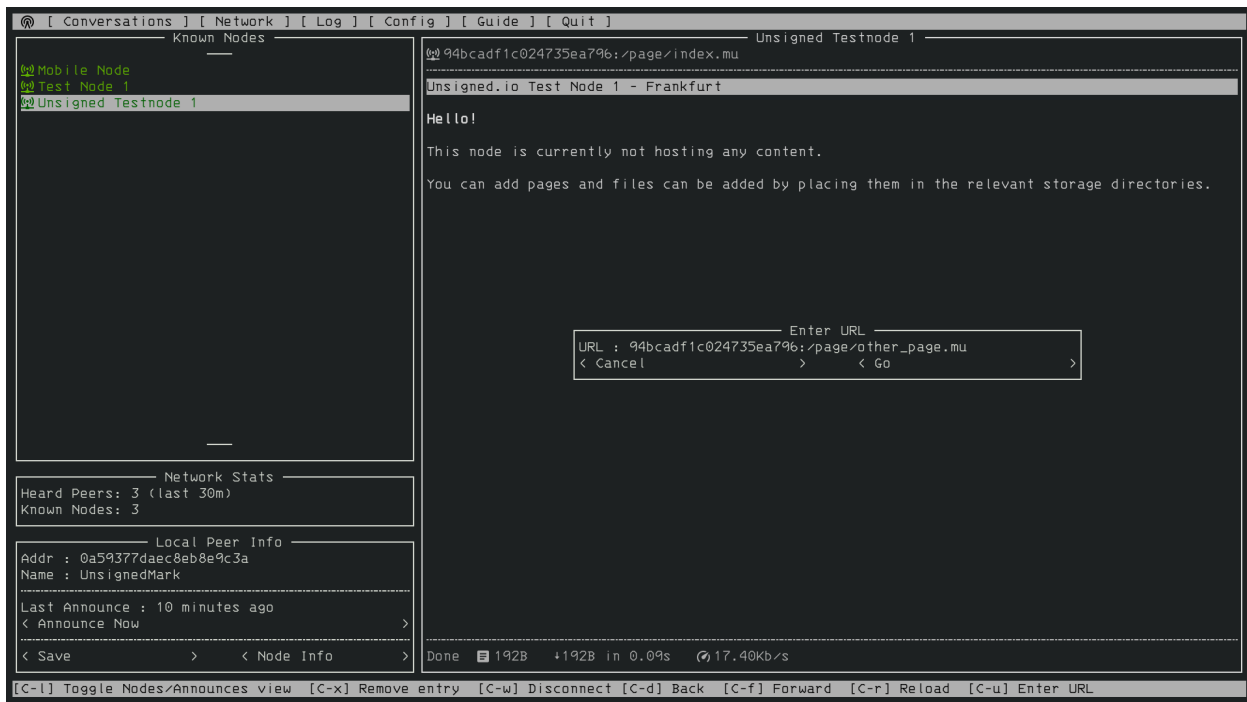 [ Conversations ] [ Network ] [ Log ] [ Config ] [ Guide ] [ Quit ]
Known Nodes
Mobile Node
Test Node 1
Unsigned Testnode 1
Network Stats
Heard Peers: 3 (last 30m)
Known Nodes: 3
Local Peer Info
Addr : 0a59377daec8eb8e9c3a
Name : UnsignedMark
Last Announce : 10 minutes ago
< Announce Now >
< Save > < Node Info >
Unsigned Testnode 1
94bcadf1c024735ea796:/page/index.mu
Unsigned.io Test Node 1 - Frankfurt
Hello!
This node is currently not hosting any content.
You can add pages and files can be added by placing them in the relevant storage directories.
Enter URL
URL : 94bcadf1c024735ea796:/page/other_page.mu
< Cancel > < Go >
Done 192B ↓192B in 0.09s 17.40Kb/s
[C-l] Toggle Nodes/Announces view [C-x] Remove entry [C-w] Disconnect [C-d] Back [C-f] Forward [C-r] Reload [C-u] Enter URL